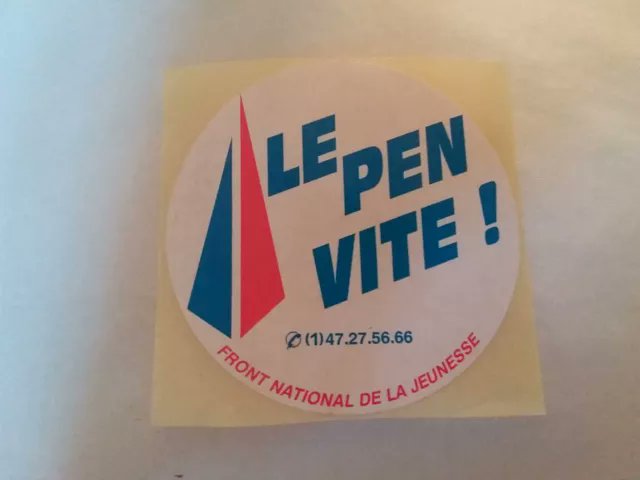 LE
PEN
VITE !
✆ (1) 47.27.56.66
FRONT NATIONAL DE LA JEUNESSE